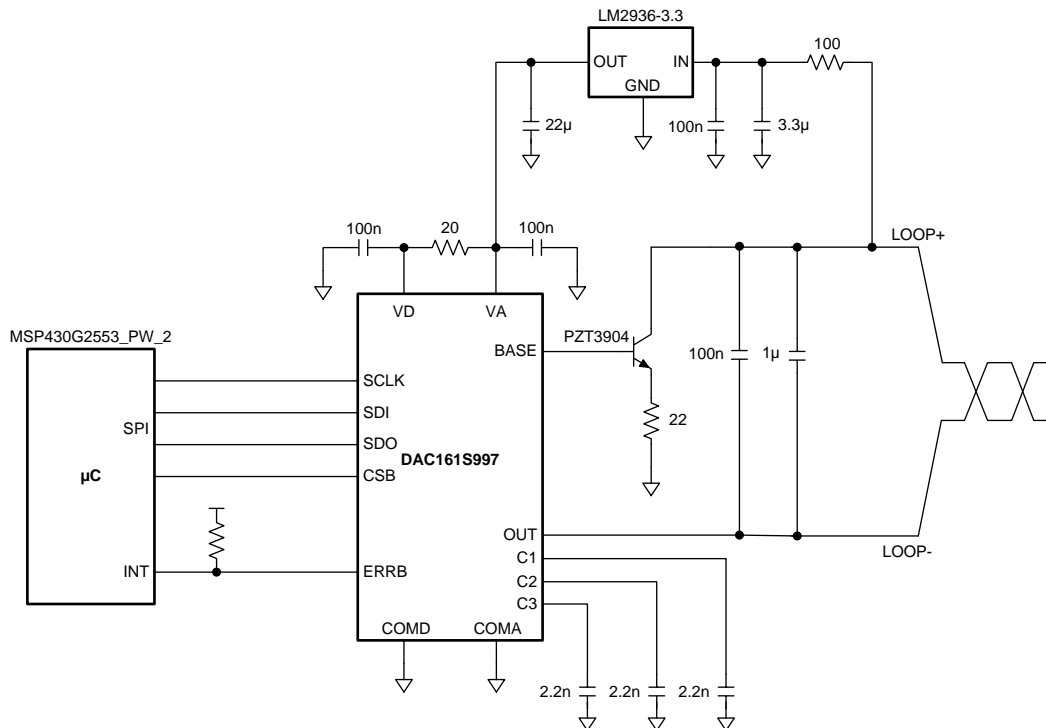 LM2936-3.3
OUT
IN
GND
100
22µ
100n
3.3µ
100n
20
100n
LOOP+
VD
VA
MSP430G2553_PW_2
BASE
PZT3904
100n
1µ
SCLK
SDI
SPI
SDO
22
DAC161S997
µC
CSB
OUT
LOOP-
C1
INT
ERRB
C2
C3
COMD
COMA
2.2n
2.2n
2.2n